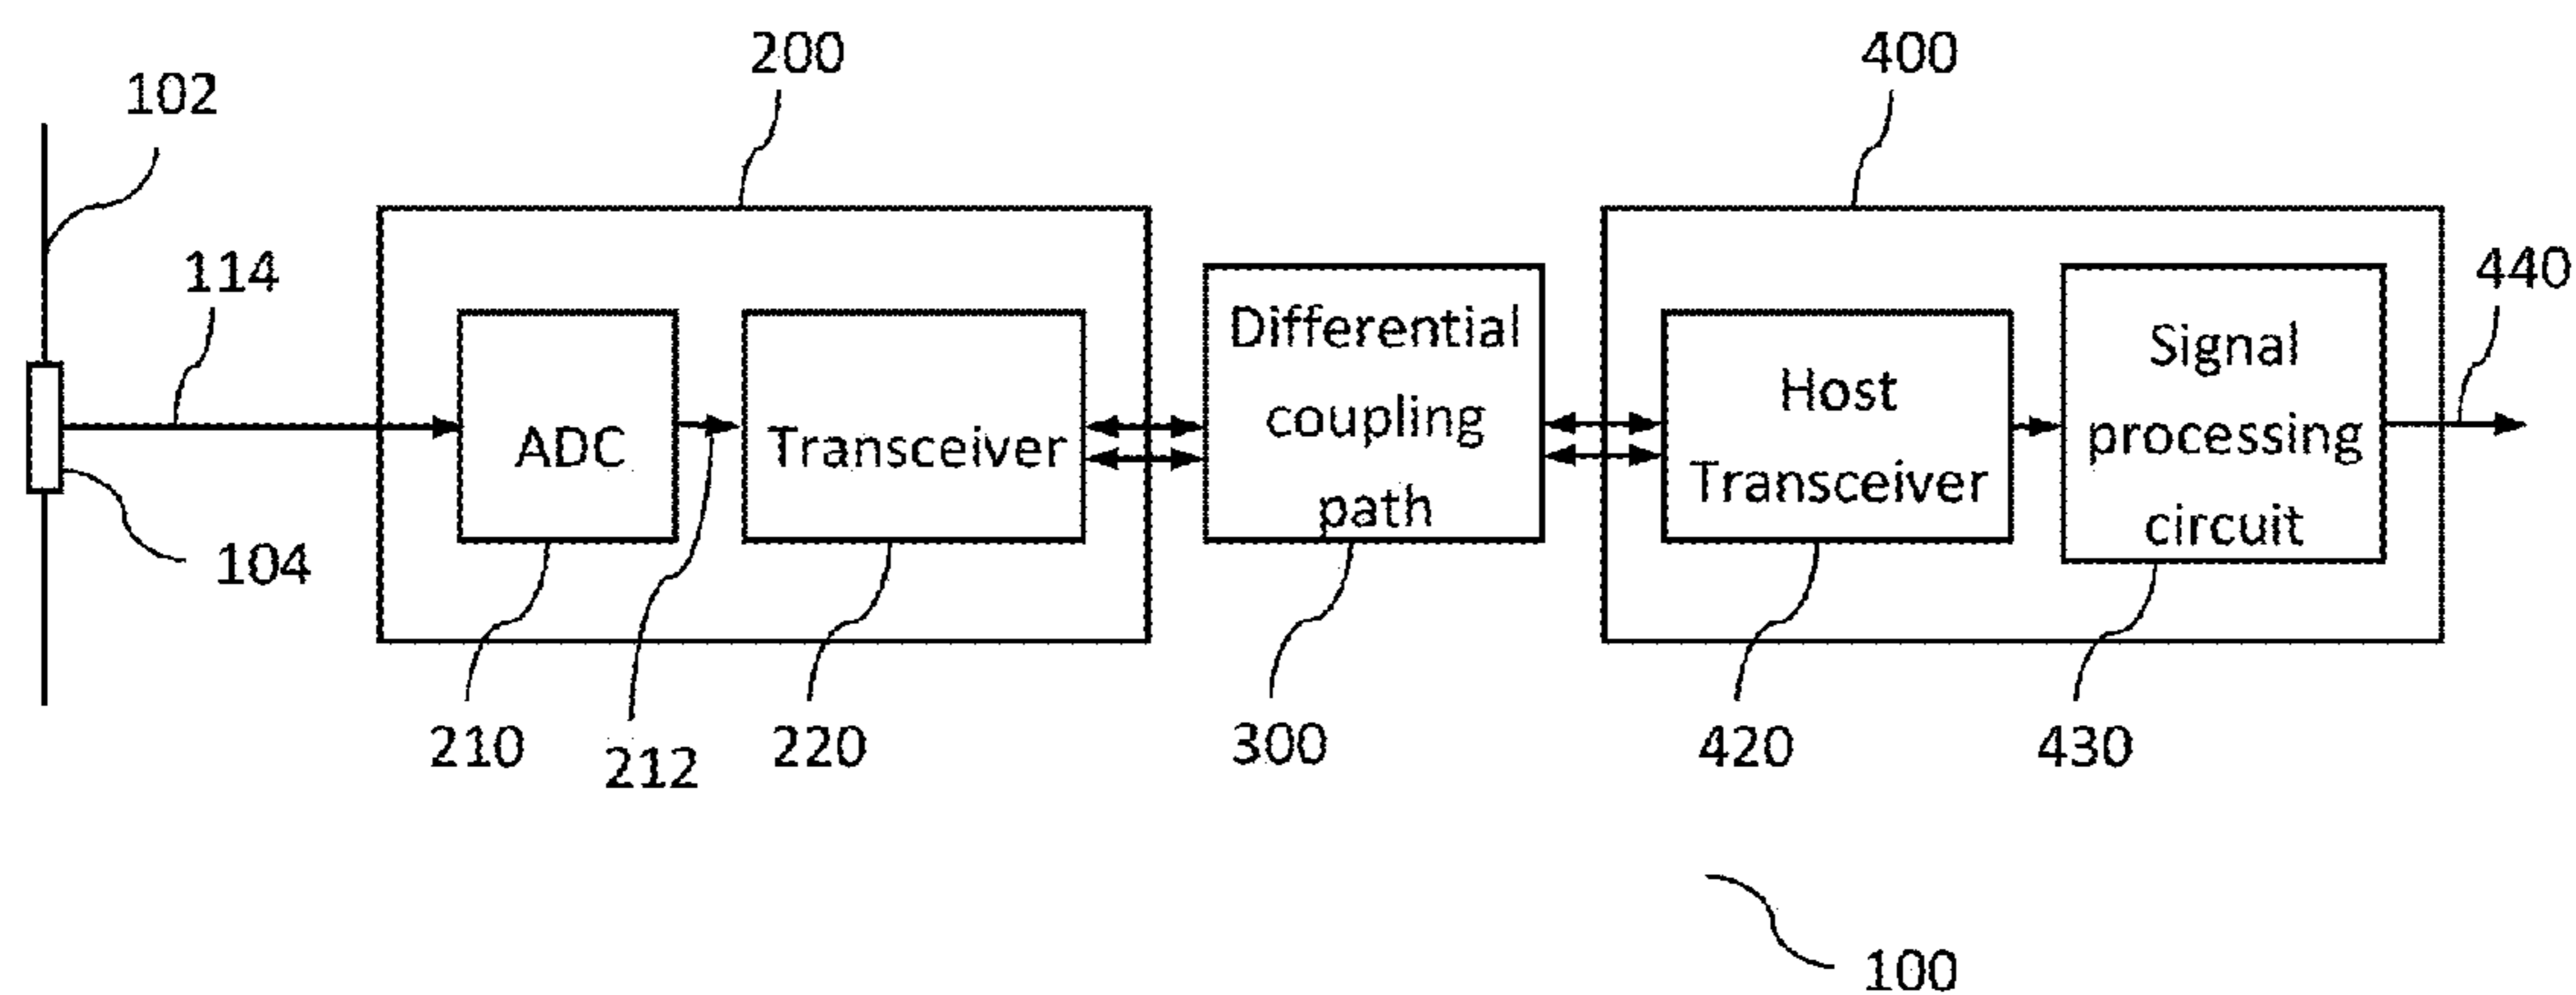 200
400
102
114
440
ADC
Transceiver
Differential
coupling
path
Host
Transceiver
Signal
processing
circuit
104
210
212
220
300
420
430
100